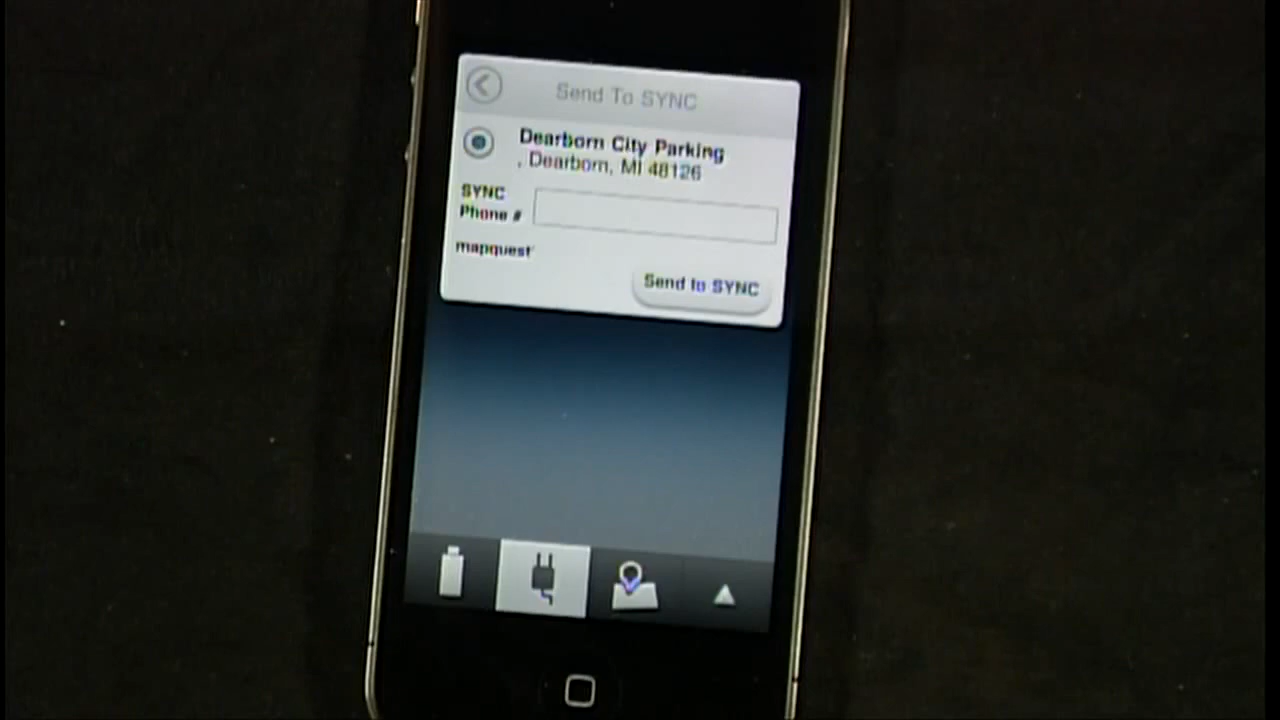 Send To SYNC
Dearborn City Parking
, Dearborn, MI 48126
SYNC
Phone #
mapquest
Send to SYNC